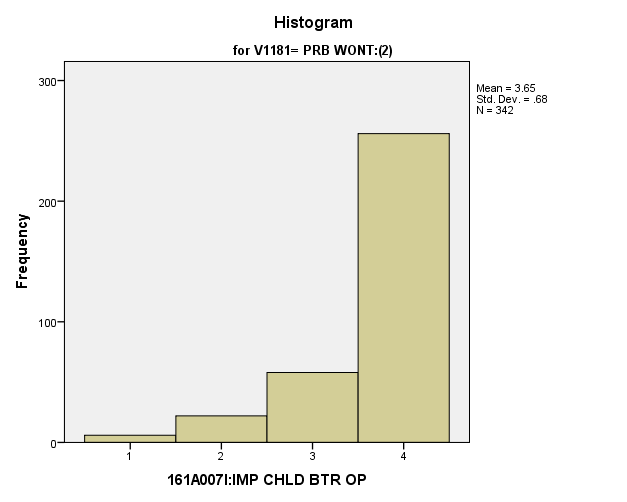 Histogram
for V1181= PRB WONT:(2)
Mean = 3.65
Std. Dev. = .68
N = 342
Frequency
300
200
100
0
1 2 3 4
161A007I:IMP CHLD BTR OP